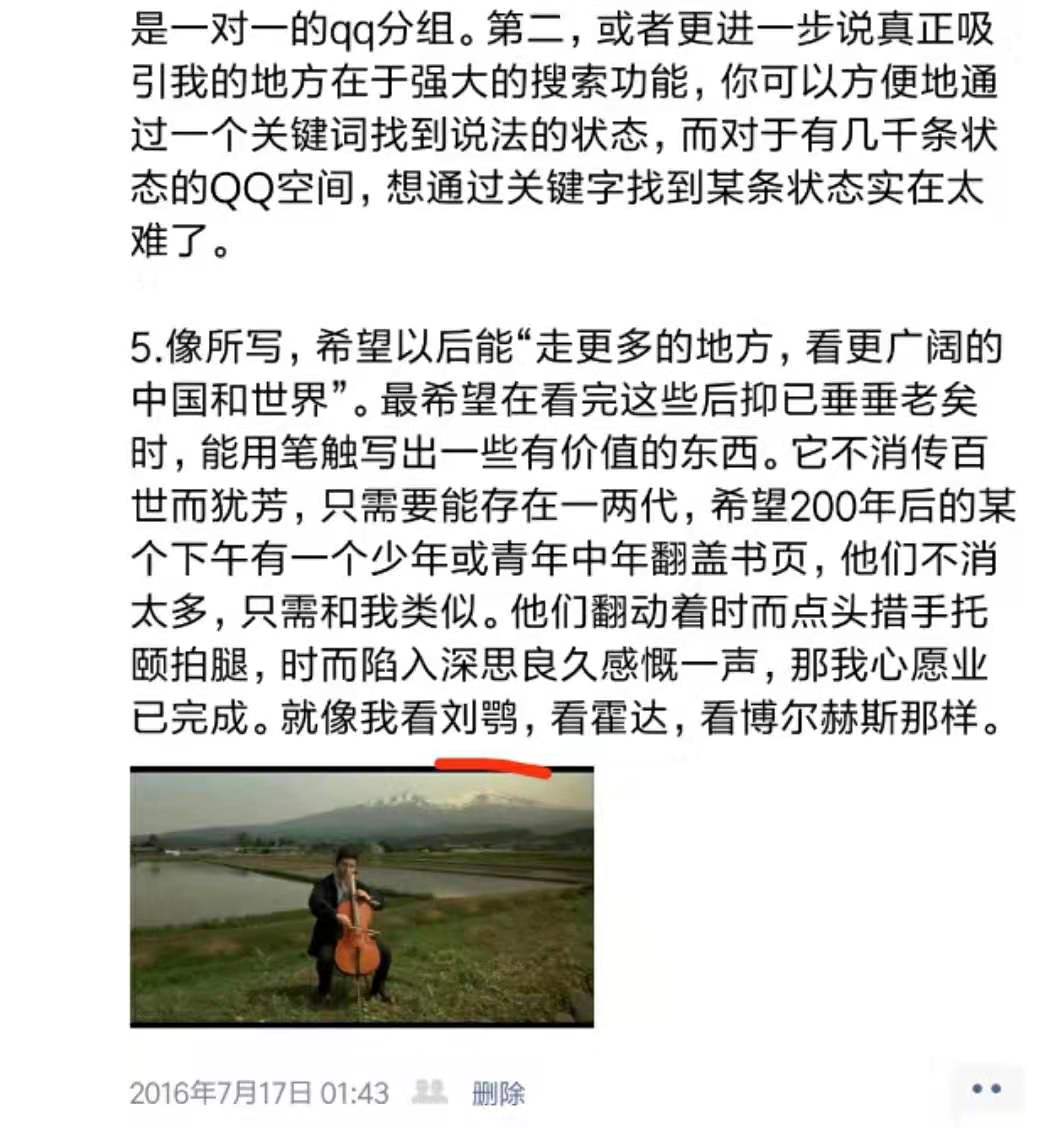 是一对一的qq分组。第二，或者更进一步说真正吸
引我的地方在于强大的搜索功能，你可以方便地通
过一个关键词找到说法的状态，而对于有几千条状
态的QQ空间，想通过关键字找到某条状态实在太
难了。
5.像所写，希望以后能“走更多的地方，看更广阔的
中国和世界”。最希望在看完这些后抑已垂垂老矣
时，能用笔触写出一些有价值的东西。它不消传百
世而犹芳，只需要能存在一两代，希望200年后的某
个下午有一个少年或青年中年翻盖书页，他们不消
太多，只需和我类似。他们翻动着时而点头措手托
颐拍腿，时而陷入深思良久感慨一声，那我心愿业
已完成。就像我看刘鹗，看霍达，看博尔赫斯那样。
2016年7月17日 01:43 删除